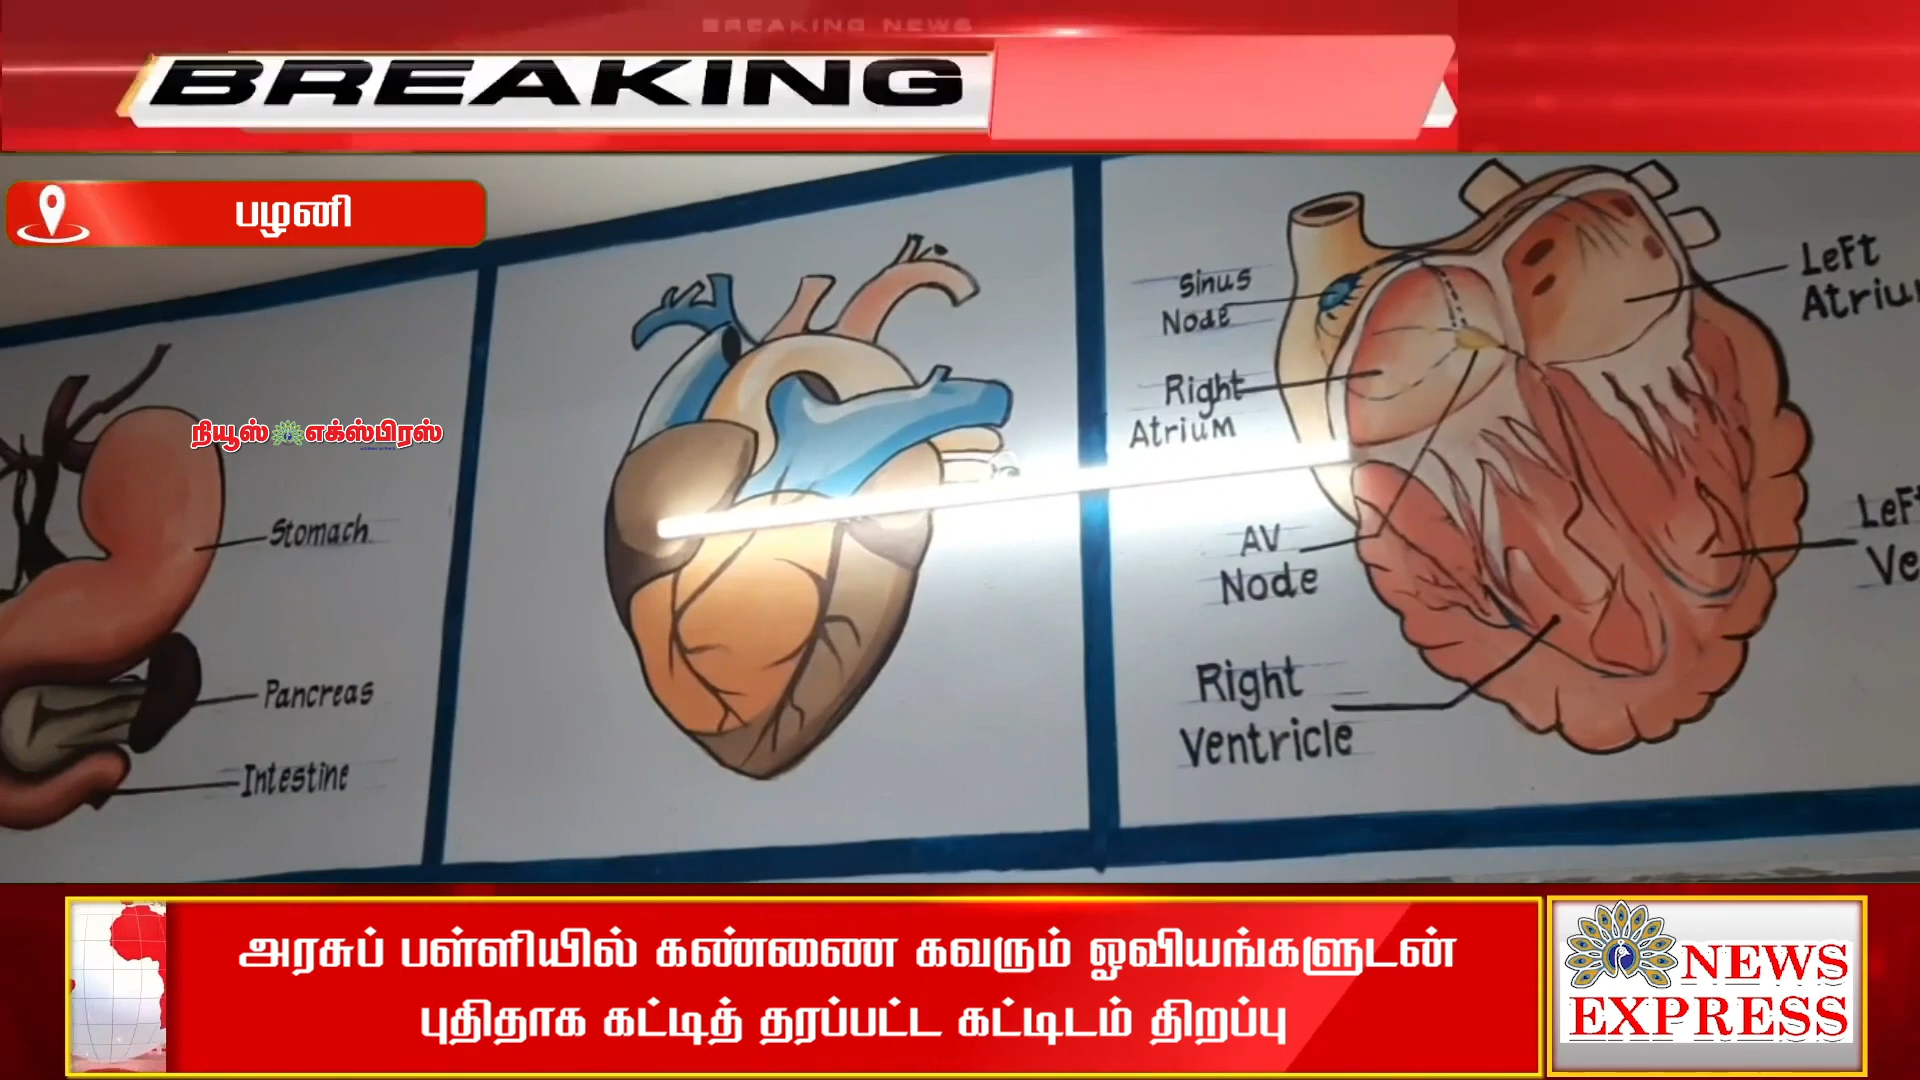 BREAKING NEWS
BREAKING
பழனி
நியூஸ் எக்ஸ்பிரஸ்
Stomach
Pancreas
Intestine
Sinus
Node
Right
Atrium
AV
Node
Right
Ventricle
Left
Atriu
Left
Ve
அரசுப் பள்ளியில் கண்ணை கவரும் ஓவியங்களுடன்
புதிதாக கட்டித் தரப்பட்ட கட்டிடம் திறப்பு
NEWS
EXPRESS